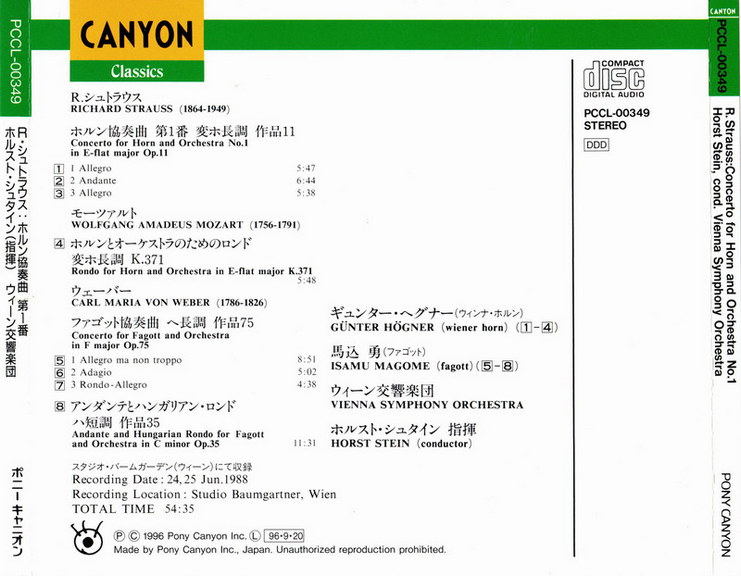 PCCL-00349
R・シュトラウス：ホルン協奏曲 第1番
ホルスト・シュタイン(指揮) ウィーン交響楽団
ポニーキャニオン
CANYON
Classics
R.シュトラウス
RICHARD STRAUSS (1864-1949)
ホルン協奏曲 第1番 変ホ長調 作品11
Concerto for Horn and Orchestra No.1
in E-flat major Op.11
1 1 Allegro 5:47
2 2 Andante 6:44
3 3 Allegro 5:38
モーツァルト
WOLFGANG AMADEUS MOZART (1756-1791)
4 ホルンとオーケストラのためのロンド
変ホ長調 K.371
Rondo for Horn and Orchestra in E-flat major K.371
5:48
ウェーバー
CARL MARIA VON WEBER (1786-1826)
ファゴット協奏曲 ヘ長調 作品75
Concerto for Fagott and Orchestra
in F major Op.75
5 1 Allegro ma non troppo 8:51
6 2 Adagio 5:02
7 3 Rondo-Allegro 4:38
8 アンダンテとハンガリアン・ロンド
ハ短調 作品35
Andante and Hungarian Rondo for Fagott
and Orchestra in C minor Op.35 11:31
スタジオ・バームガーデン(ウィーン)にて収録
Recording Date : 24,25 Jun.1988
Recording Location : Studio Baumgartner, Wien
TOTAL TIME 54:35
Ⓟ Ⓒ 1996 Pony Canyon Inc. Ⓛ 96・9・20
Made by Pony Canyon Inc., Japan. Unauthorized reproduction prohibited.
ギュンター・ヘグナー(ウィンナ・ホルン)
GÜNTER HÖGNER (wiener horn) (1-4)
馬込 勇(ファゴット)
ISAMU MAGOME (fagott) (5-8)
ウィーン交響楽団
VIENNA SYMPHONY ORCHESTRA
ホルスト・シュタイン 指揮
HORST STEIN (conductor)
COMPACT
disc
DIGITAL AUDIO
PCCL-00349
STEREO
DDD
CANYON
PCCL-00349
R. Strauss:Concerto for Horn and Orchestra No.1
Horst Stein, cond. Vienna Symphony Orchestra
PONY CANYON